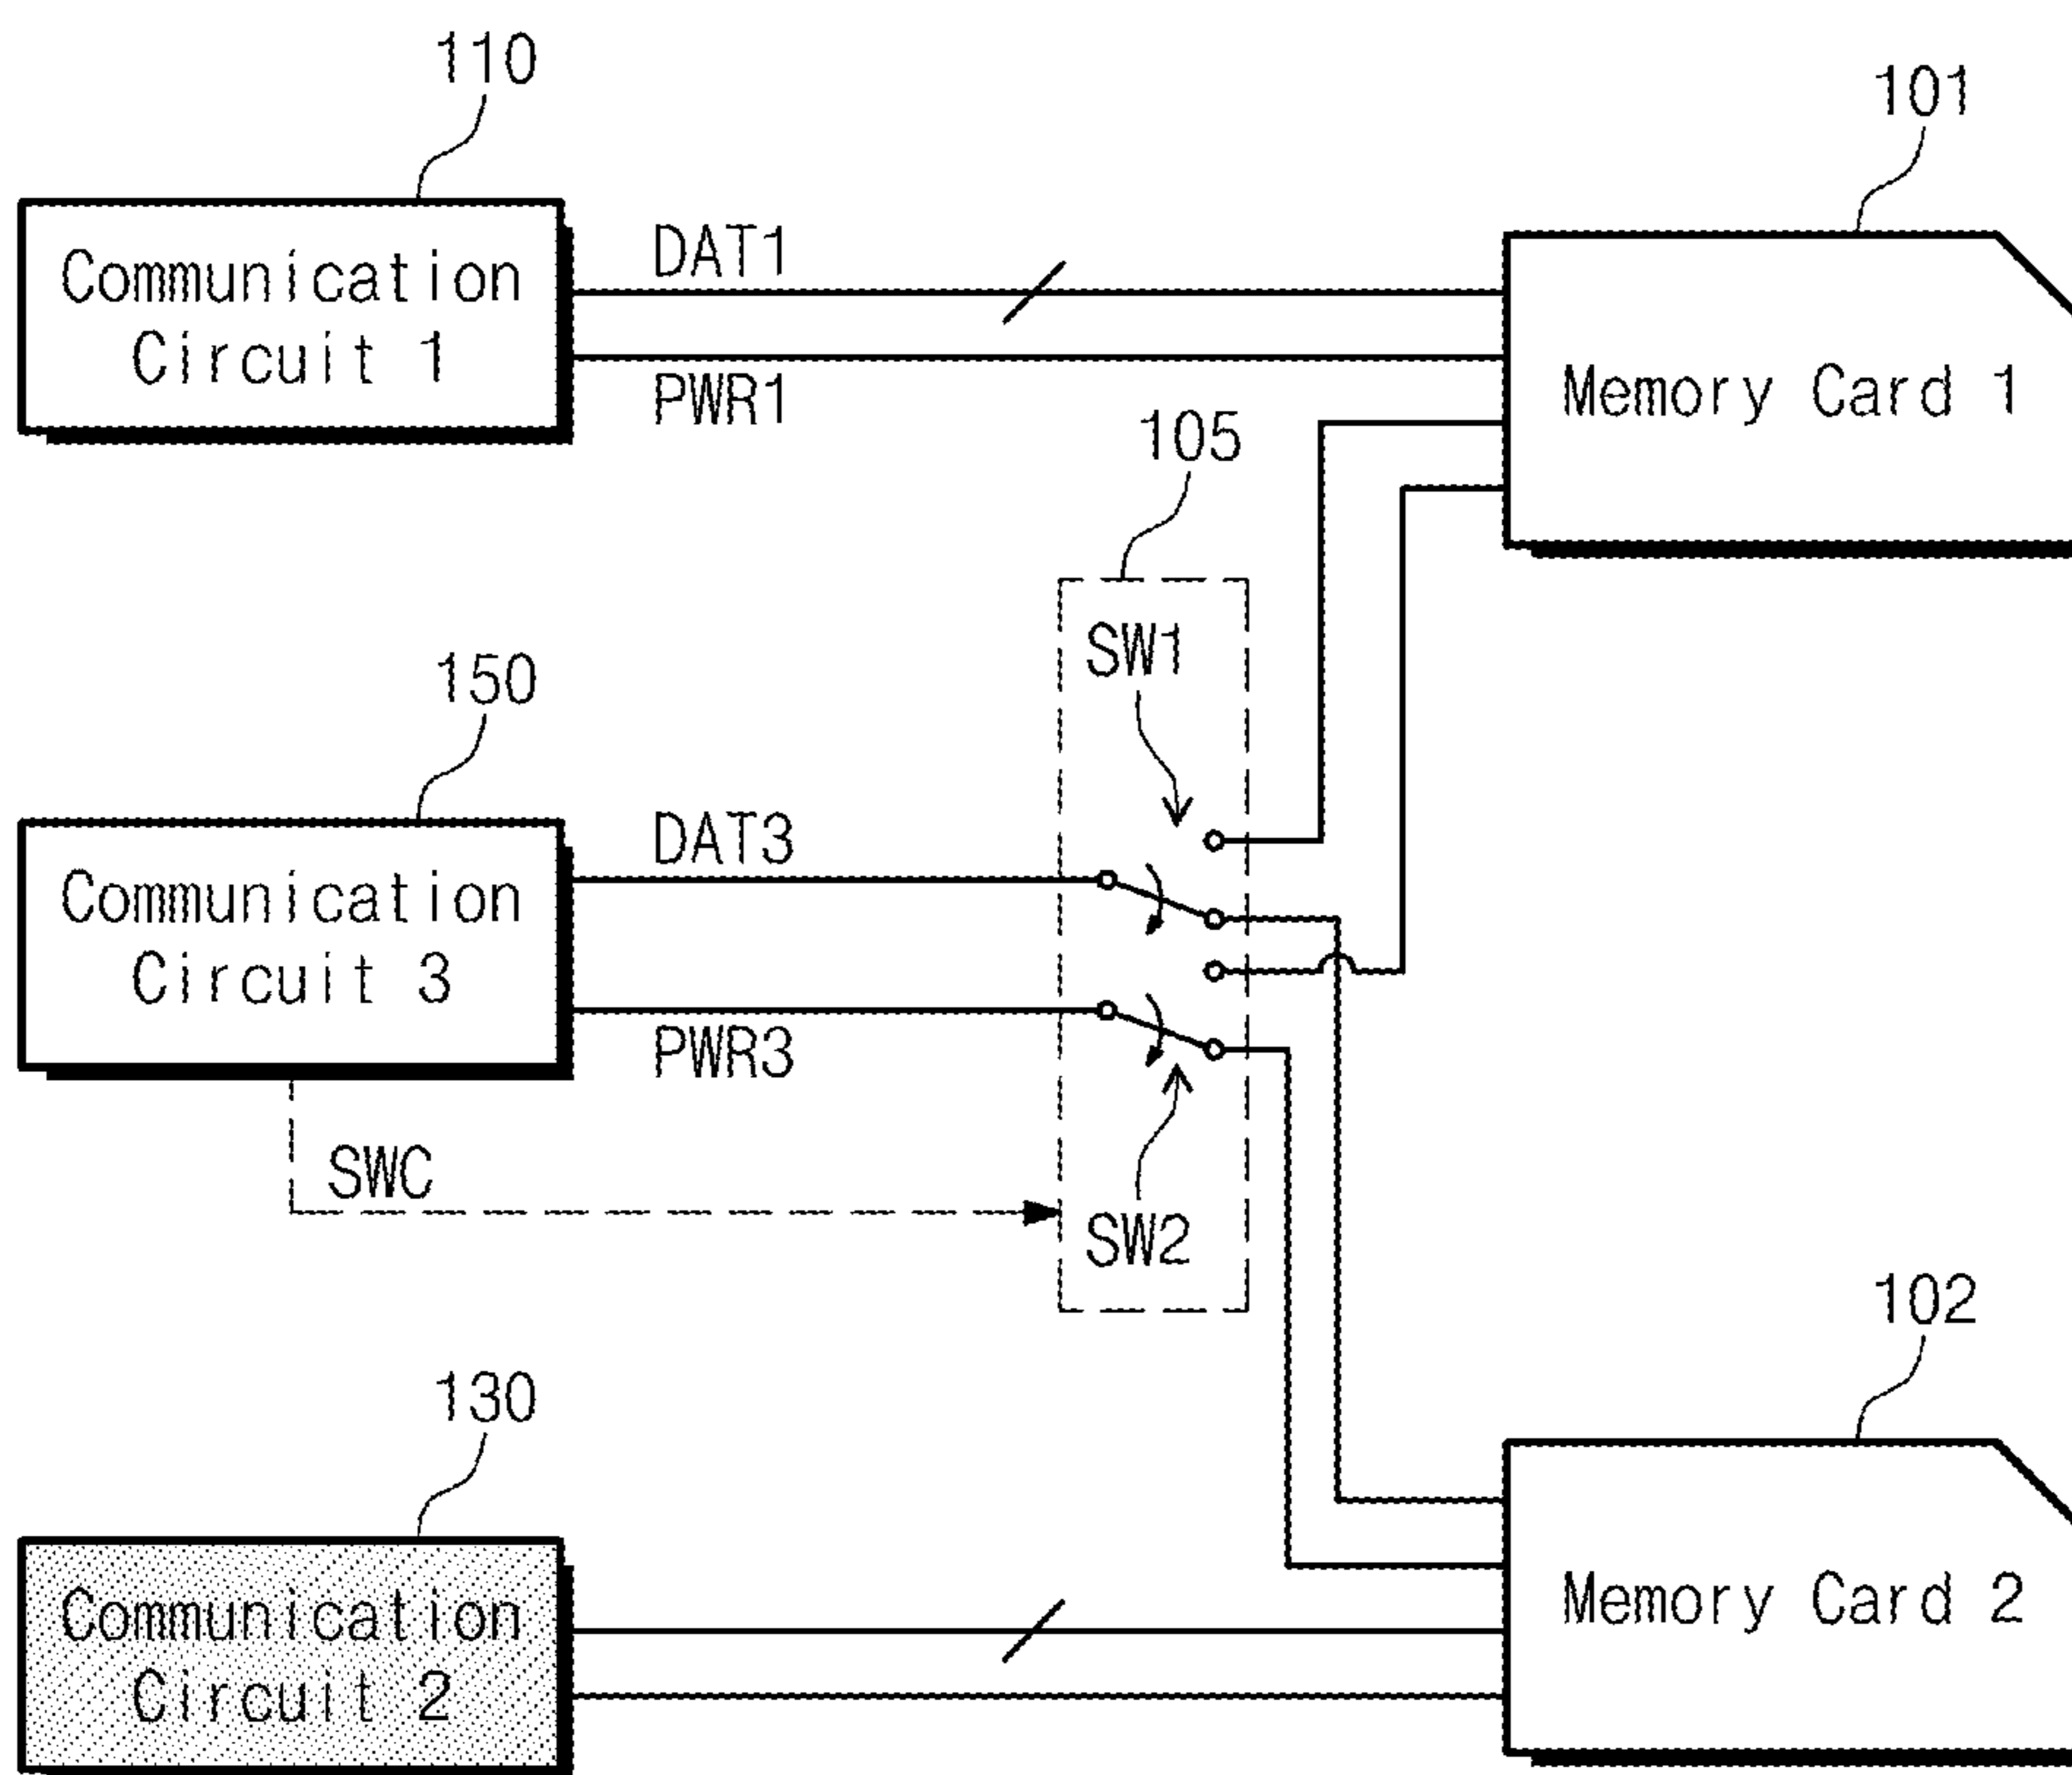 110
101
Communication
Circuit 1
DAT1
PWR1
Memory Card 1
105
SW1
150
Communication
Circuit 3
DAT3
PWR3
SWC
SW2
102
130
Communication
Circuit 2
Memory Card 2